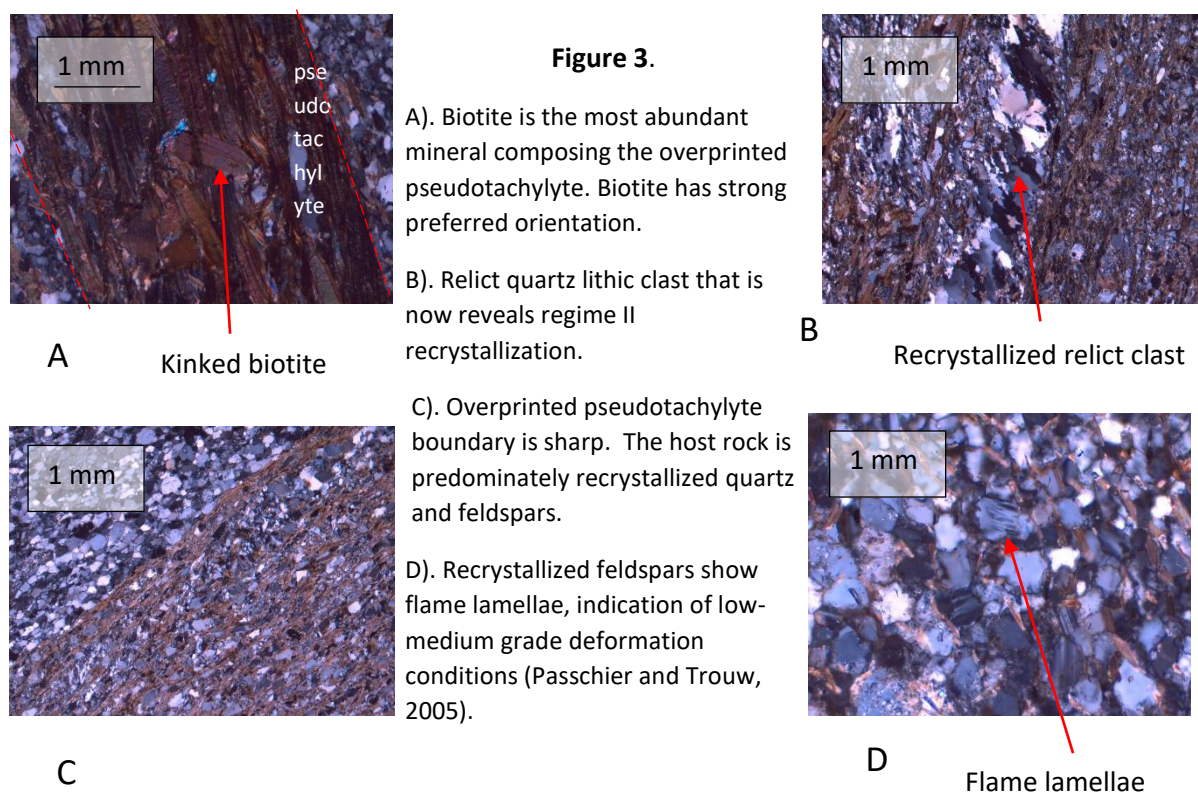 1 mm
pse
udo
tac
hyl
yte
A
Kinked biotite
Figure 3.
A). Biotite is the most abundant
mineral composing the overprinted
pseudotachylyte. Biotite has strong
preferred orientation.
B). Relict quartz lithic clast that is
now reveals regime II
recrystallization.
C). Overprinted pseudotachylyte
boundary is sharp. The host rock is
predominately recrystallized quartz
and feldspars.
D). Recrystallized feldspars show
flame lamellae, indication of low-
medium grade deformation
conditions (Passchier and Trouw,
2005).
1 mm
B
Recrystallized relict clast
1 mm
C
1 mm
D
Flame lamellae